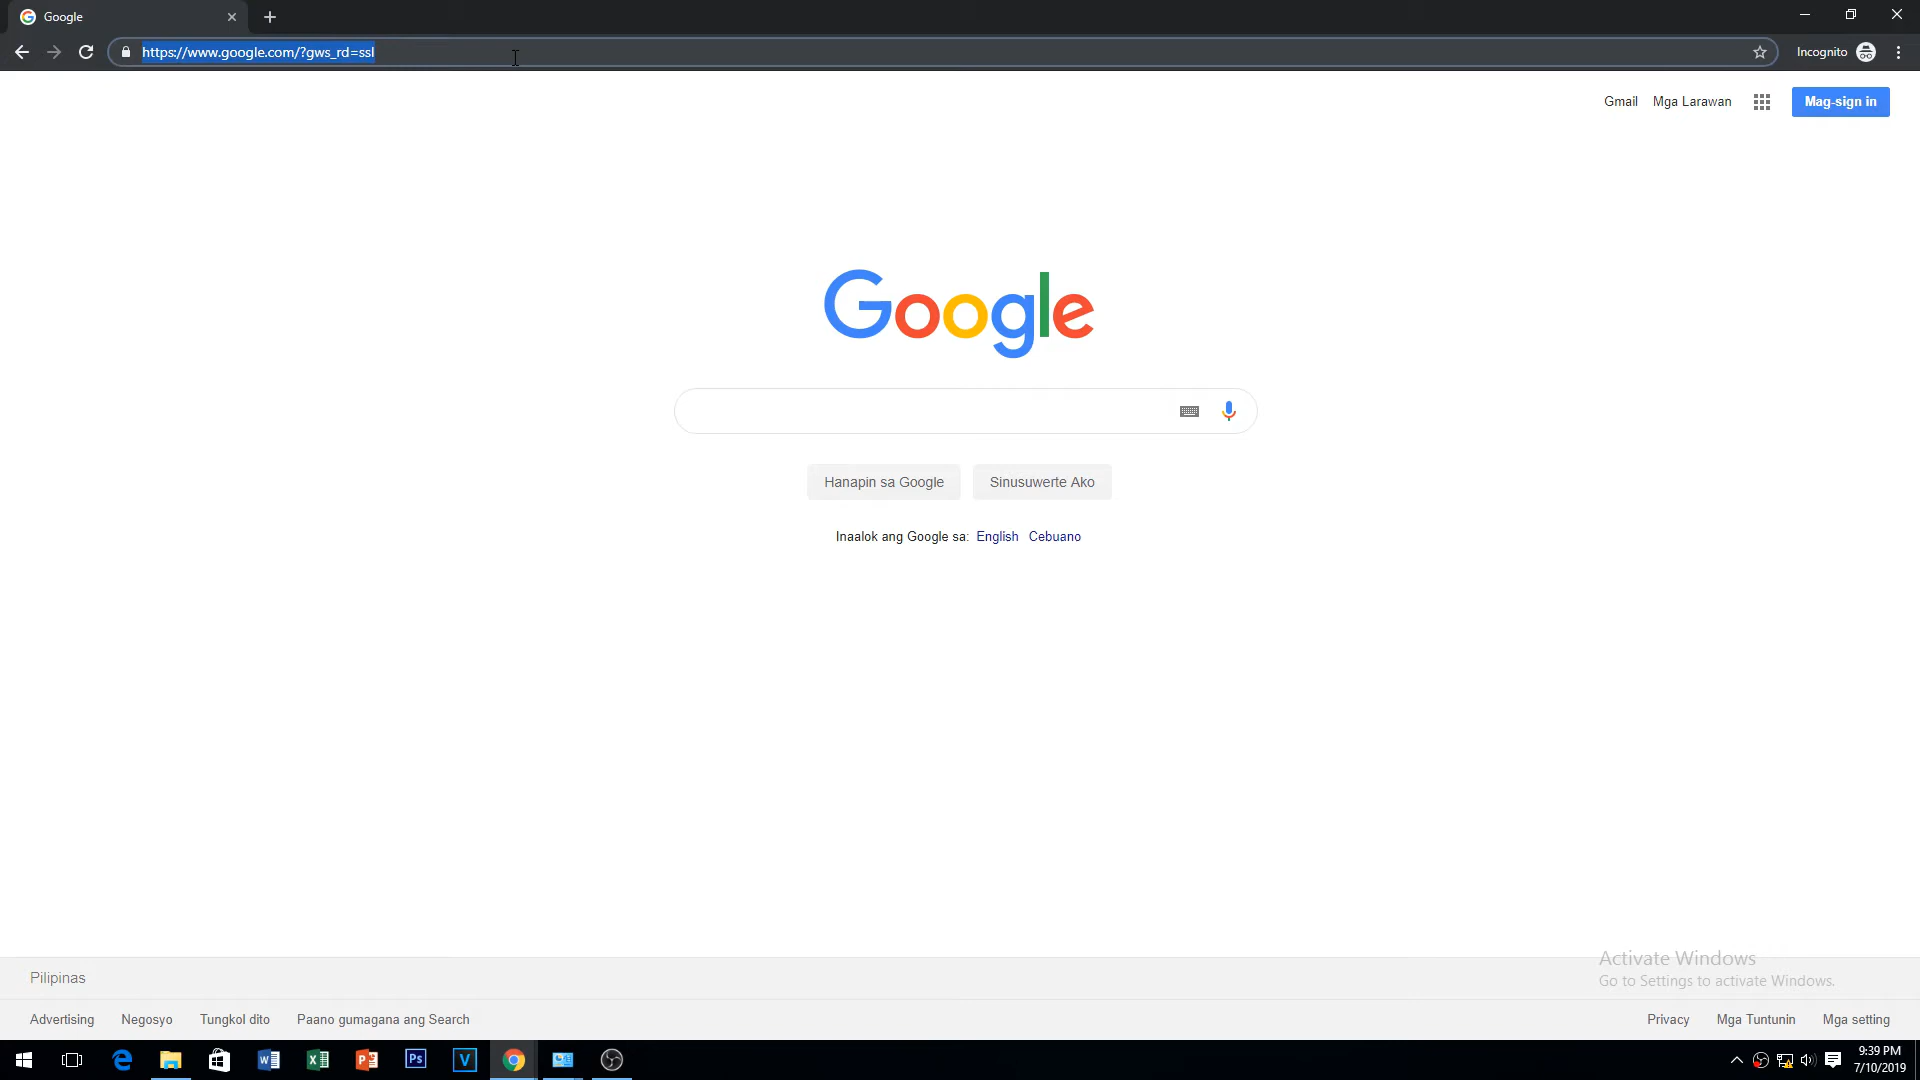 Google
https://www.google.com/?gws_rd=ssl
Incognito
Gmail Mga Larawan Mag-sign in
Google
Hanapin sa Google Sinusuwerte Ako
Inaalok ang Google sa: English Cebuano
Activate Windows
Go to Settings to activate Windows.
Pilipinas
Advertising Negosyo Tungkol dito Paano gumagana ang Search Privacy Mga Tuntunin Mga setting
Ps V
9:39 PM
7/10/2019